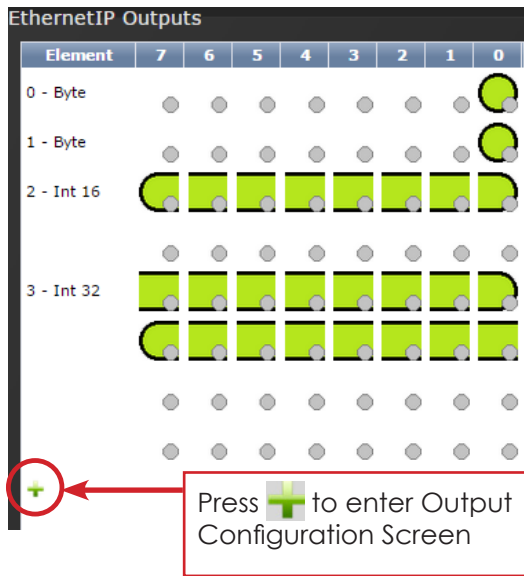 EthernetIP Outputs
Element 7 6 5 4 3 2 1 0
0 - Byte
1 - Byte
2 - Int 16
3 - Int 32
Press to enter Output
Configuration Screen